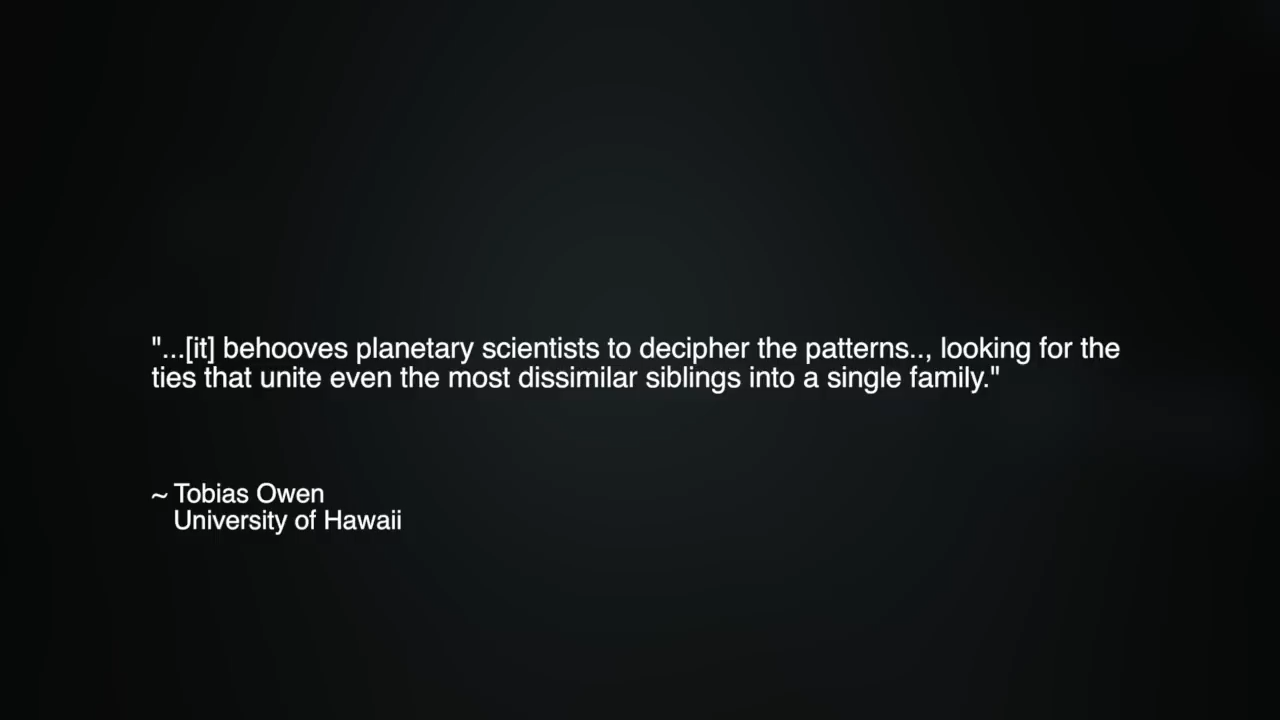 "...[it] behooves planetary scientists to decipher the patterns.., looking for the
ties that unite even the most dissimilar siblings into a single family."
~ Tobias Owen
University of Hawaii